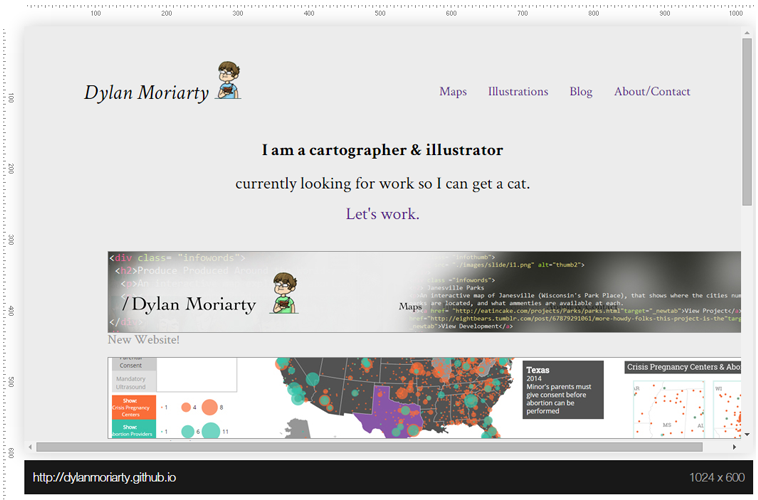 100 200 300 400 500 600 700 800 900 1000
100
200
300
400
500
600
Dylan Moriarty
Maps Illustrations Blog About/Contact
I am a cartographer & illustrator
currently looking for work so I can get a cat.
Let's work.
<div class= "infowords">
<h2>Produce Produced
"./images/slide/i1.png" alt="thumb2">
class= "infowords">
Janesville Parks
interactive map of Janesville (Wisconsin's Park Place), that shows where the cities
are located, and what ammenties are available at each.
/ Dylan Moriarty
Maps
href= "http://eatincake.com/projects/Parks/parks.html"target="_newtab">View Project</a>
href="http://eightbears.tumblr.com/post/67879291061/more-howdy-folks-this-project-is-the"
_newtab">View Development</a>
New Website!
Parental
Consent
Mandatory
Ultrasound
Show:
Crisis Pregnancy
Centers
- 1 4 8
Show:
Abortion Providers
- 1 6 11
Texas
2014
Minor's parents must
give consent before
abortion can be
performed
Crisis Pregnancy Centers & Abo
AR
MS
AL
WI
http://dylanmoriarty.github.io
1024 x 600